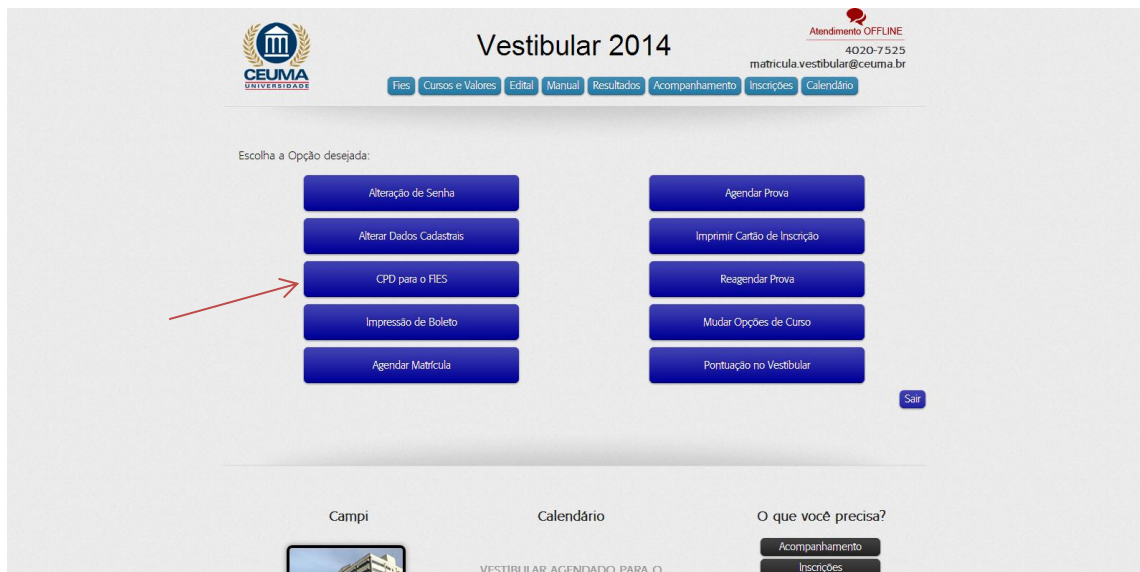 CEUMA
UNIVERSIDADE
Vestibular 2014
Atendimento OFFLINE
4020-7525
matricula.vestibular@ceuma.br
Fies Cursos e Valores Edital Manual Resultados Acompanhamento Inscrições Calendário
Escolha a Opção desejada:
Alteração de Senha
Agendar Prova
Alterar Dados Cadastrais
Imprimir Cartão de Inscrição
CPD para o FIES
Reagendar Prova
Impressão de Boleto
Mudar Opções de Curso
Agendar Matrícula
Pontuação no Vestibular
Sair
Campi
Calendário
O que você precisa?
Acompanhamento
VESTIBULAR AGENDADO PARA O
Inscrições